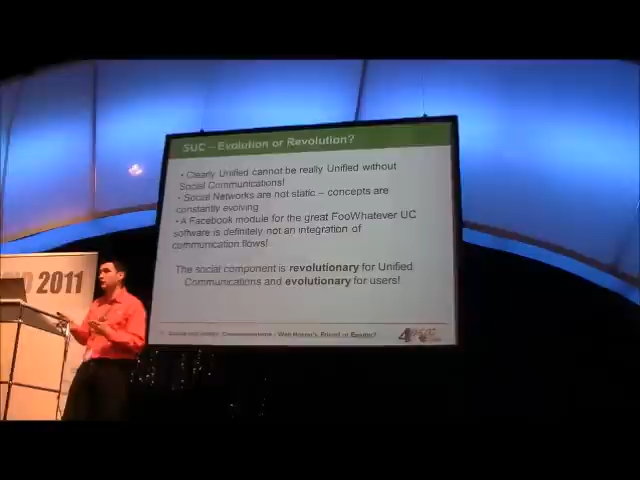 SUC – Evolution or Revolution?
• Clearly Unified cannot be really Unified without
Social Communications!
• Social Networks are not static – concepts are
constantly evolving
• A Facebook module for the great FooWhatever UC
software is definitely not an integration of
communication flows!
The social component is revolutionary for Unified
Communications and evolutionary for users!
2011